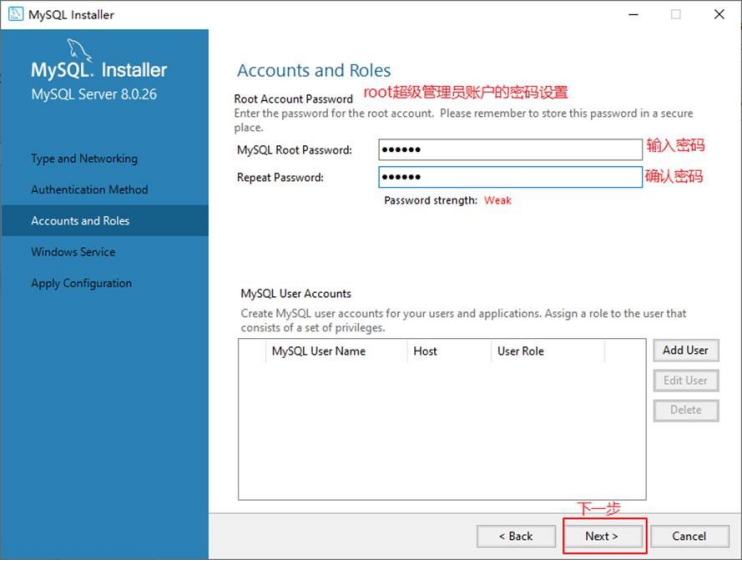 MySQL Installer
MySQL. Installer
MySQL Server 8.0.26
Type and Networking
Authentication Method
Accounts and Roles
Windows Service
Apply Configuration
Accounts and Roles
Root Account Password root超级管理员账户的密码设置
Enter the password for the root account. Please remember to store this password in a secure
place.
MySQL Root Password: ●●●●●● 输入密码
Repeat Password: ●●●●●● 确认密码
Password strength: Weak
MySQL User Accounts
Create MySQL user accounts for your users and applications. Assign a role to the user that
consists of a set of privileges.
MySQL User Name Host User Role
Add User
Edit User
Delete
下一步
< Back Next > Cancel